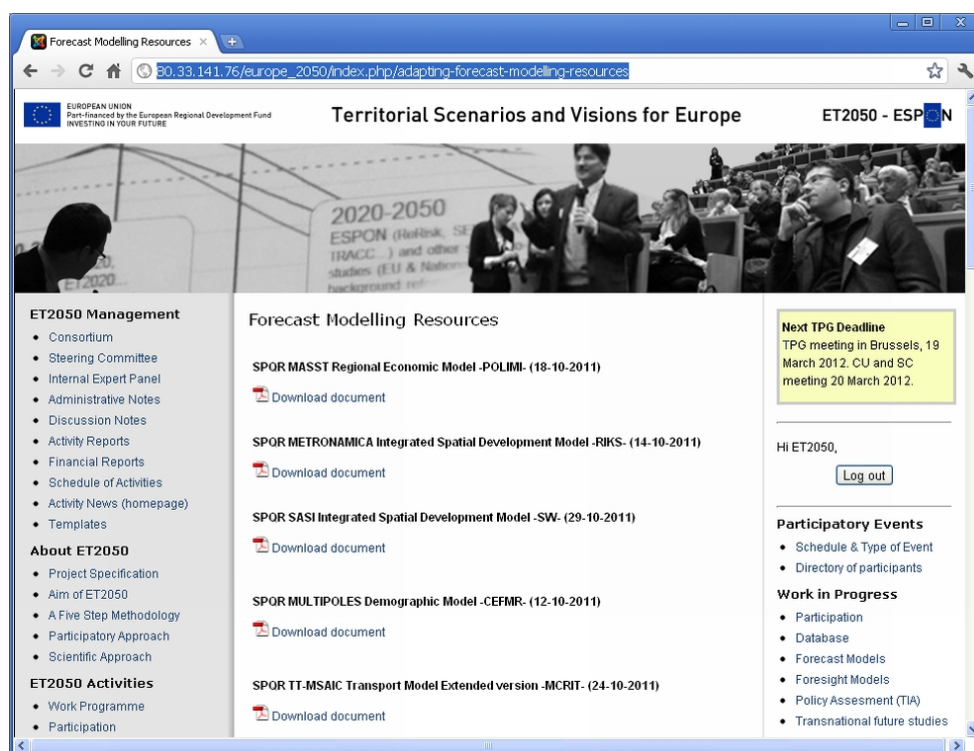 Forecast Modelling Resources
80.33.141.76/europe_2050/index.php/adapting-forecast-modelling-resources
EUROPEAN UNION
Part-financed by the European Regional Development Fund
INVESTING IN YOUR FUTURE
Territorial Scenarios and Visions for Europe
ET2050 - ESPON
2020-2050
ESPON (ReRisk, SE
TRACC...) and other
studies (EU & Nation
background ref
ET2020...
ET2050 Management
Consortium
Steering Committee
Internal Expert Panel
Administrative Notes
Discussion Notes
Activity Reports
Financial Reports
Schedule of Activities
Activity News (homepage)
Templates
About ET2050
Project Specification
Aim of ET2050
A Five Step Methodology
Participatory Approach
Scientific Approach
ET2050 Activities
Work Programme
Participation
Forecast Modelling Resources
SPQR MASST Regional Economic Model -POLIMI- (18-10-2011)
Download document
SPQR METRONAMICA Integrated Spatial Development Model -RIKS- (14-10-2011)
Download document
SPQR SASI Integrated Spatial Development Model -SW- (29-10-2011)
Download document
SPQR MULTIPOLES Demographic Model -CEFMR- (12-10-2011)
Download document
SPQR TT-MSAIC Transport Model Extended version -MCRIT- (24-10-2011)
Download document
Next TPG Deadline
TPG meeting in Brussels, 19
March 2012. CU and SC
meeting 20 March 2012.
Hi ET2050,
Log out
Participatory Events
Schedule & Type of Event
Directory of participants
Work in Progress
Participation
Database
Forecast Models
Foresight Models
Policy Assesment (TIA)
Transnational future studies